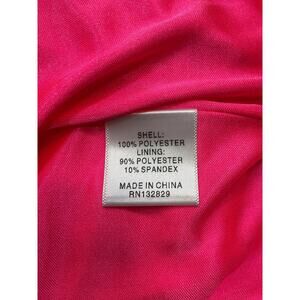 SHELL:
100% POLYESTER
LINING:
90% POLYESTER
10% SPANDEX
MADE IN CHINA
RN132829